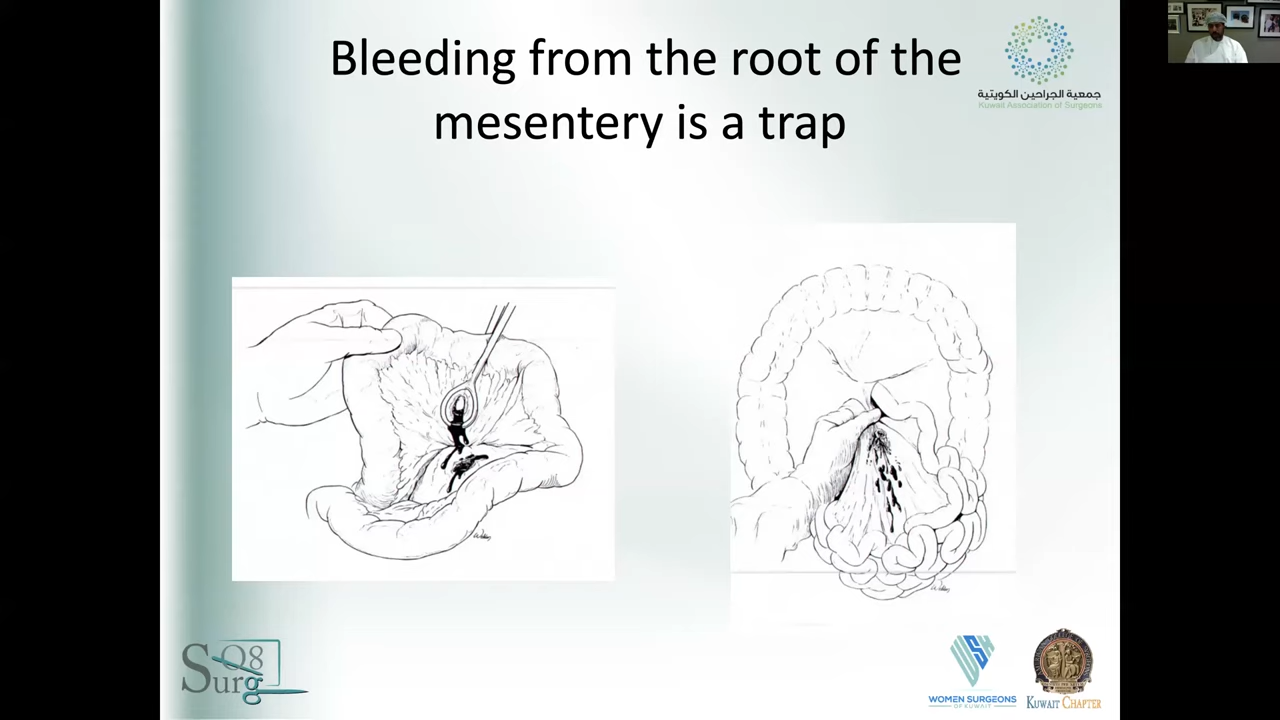 Bleeding from the root of the
mesentery is a trap
جمعية الجراحين الكويتية
Kuwait Association of Surgeons
Q8
Surg
WOMEN SURGEONS
OF KUWAIT
KUWAIT CHAPTER